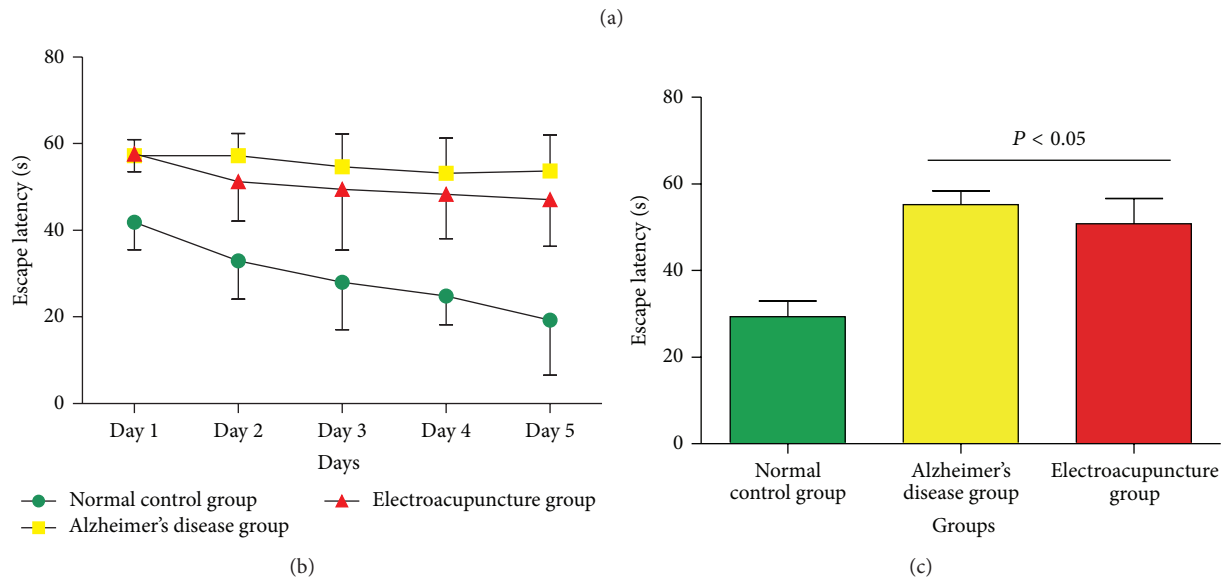 (a)
80
60
40
20
0
Escape latency (s)
Day 1 Day 2 Day 3 Day 4 Day 5
Days
Normal control group
Electroacupuncture group
Alzheimer’s disease group
(b)
80
60
40
20
0
Escape latency (s)
P < 0.05
Normal
control group
Alzheimer’s
disease group
Electroacupuncture
group
Groups
(c)